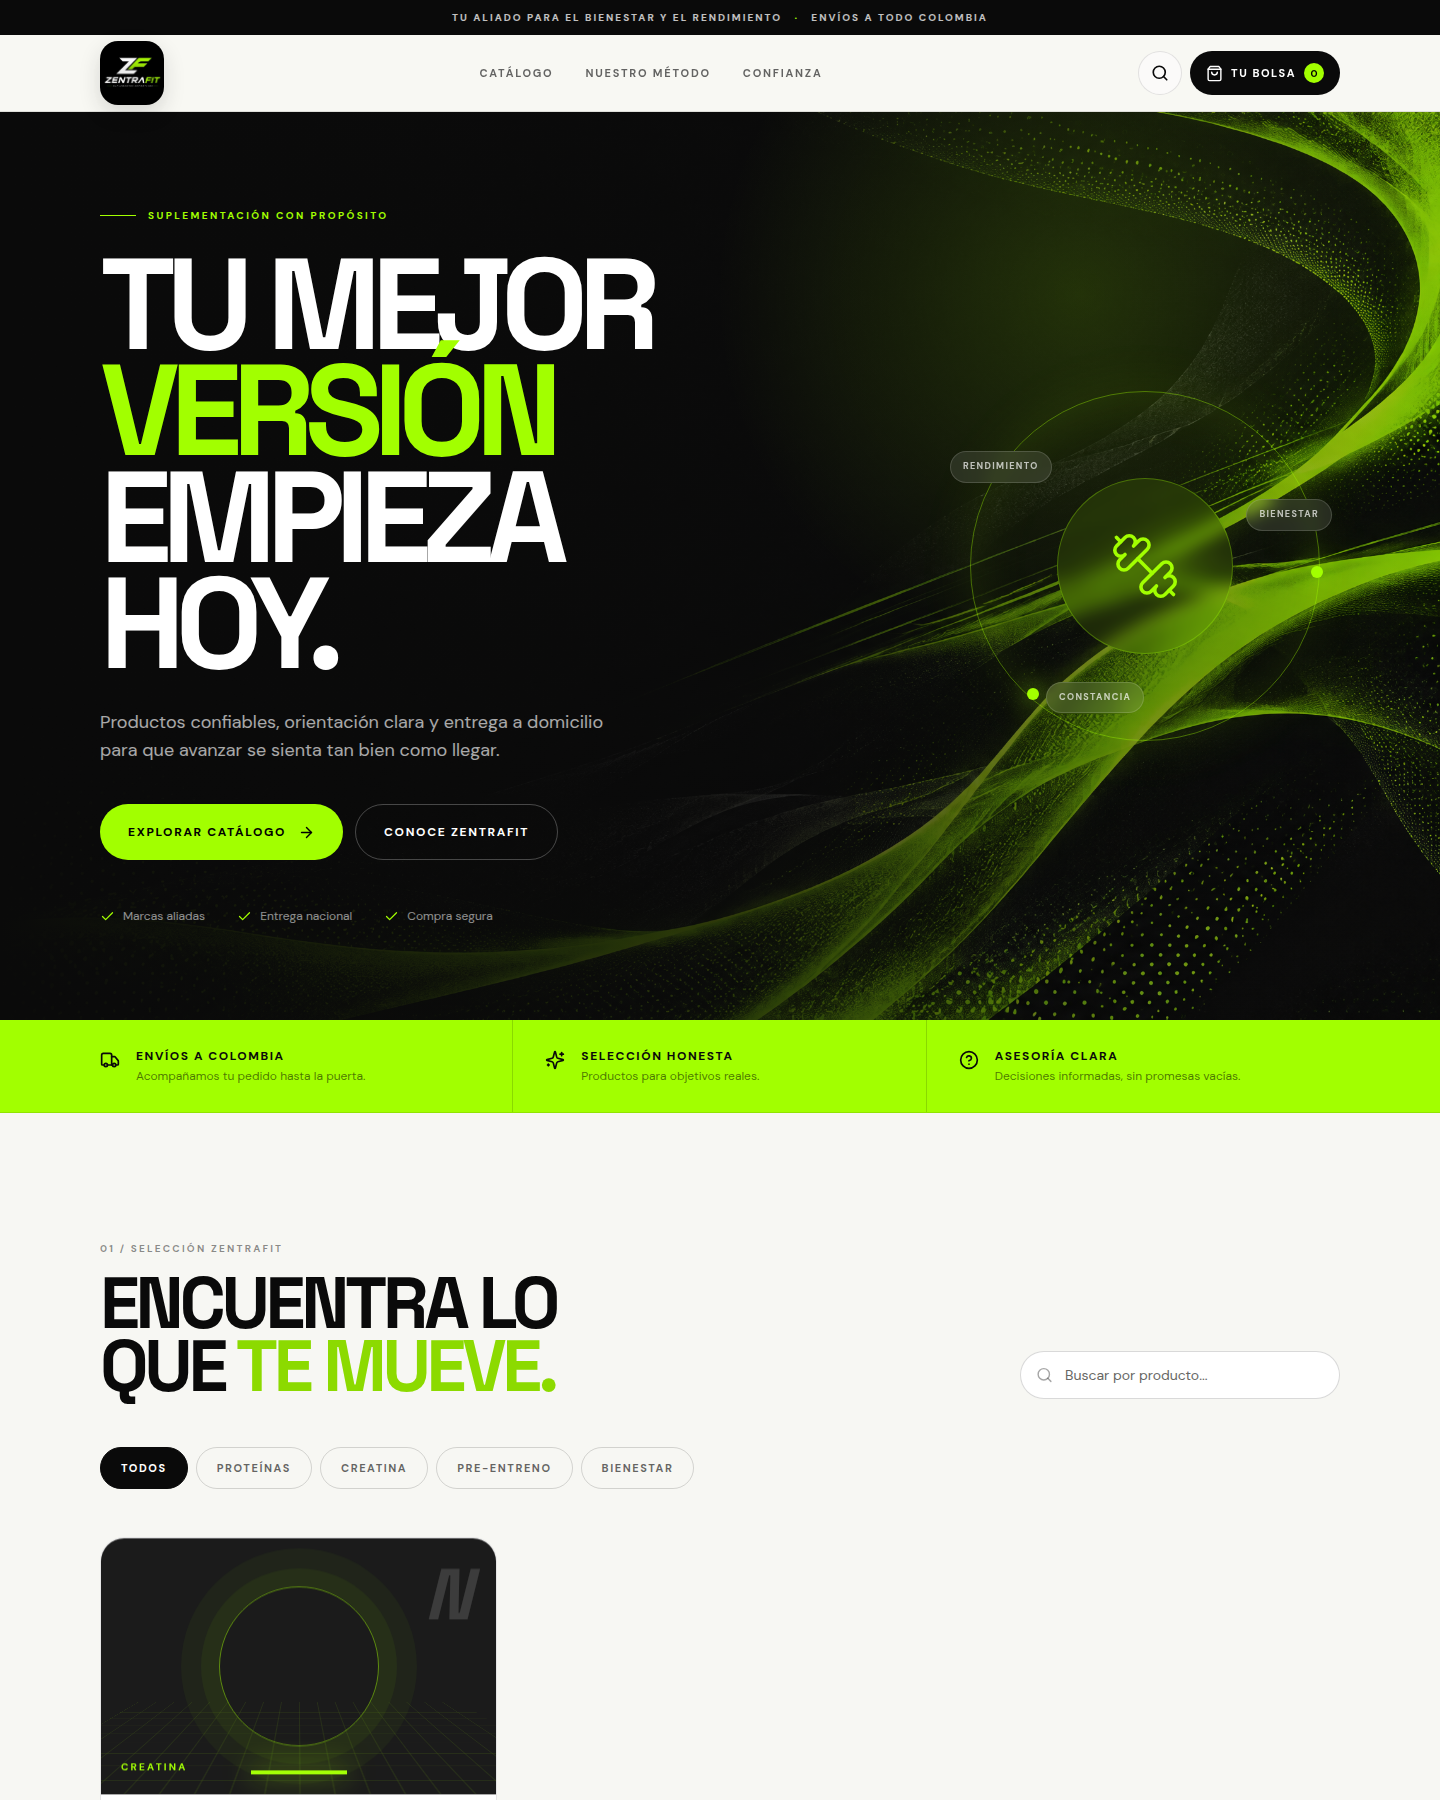 TU ALIADO PARA EL BIENESTAR Y EL RENDIMIENTO · ENVÍOS A TODO COLOMBIA
ZF
ZENTRAFIT
CATÁLOGO
NUESTRO MÉTODO
CONFIANZA
TU BOLSA 0
SUPLEMENTACIÓN CON PROPÓSITO
TU MEJOR
VERSIÓN
EMPIEZA
HOY.
RENDIMIENTO
BIENESTAR
CONSTANCIA
Productos confiables, orientación clara y entrega a domicilio
para que avanzar se sienta tan bien como llegar.
EXPLORAR CATÁLOGO
CONOCE ZENTRAFIT
Marcas aliadas
Entrega nacional
Compra segura
ENVÍOS A COLOMBIA
Acompañamos tu pedido hasta la puerta.
SELECCIÓN HONESTA
Productos para objetivos reales.
ASESORÍA CLARA
Decisiones informadas, sin promesas vacías.
01 / SELECCIÓN ZENTRAFIT
ENCUENTRA LO
QUE TE MUEVE.
Buscar por producto...
TODOS
PROTEÍNAS
CREATINA
PRE-ENTRENO
BIENESTAR
N
CREATINA